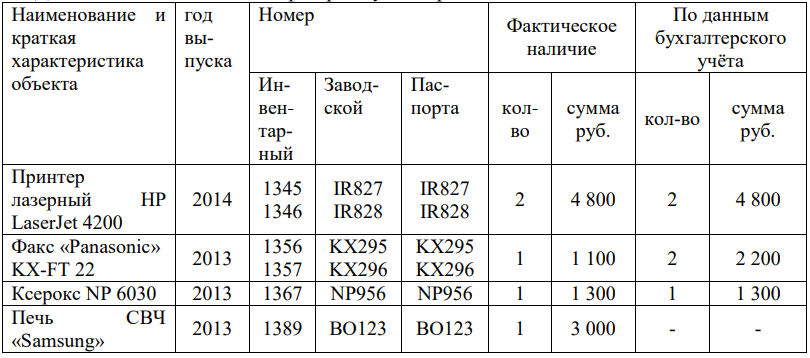 Наименование и краткая характеристика объекта
год вы-пуска
Номер
Фактическое наличие
По данным бухгалтерского учёта
Ин-вен-тар-ный
Завод-ской
Пас-порта
кол-во
сумма руб.
кол-во
сумма руб.
Принтер лазерный HP LaserJet 4200
2014
1345
1346
IR827
IR828
IR827
IR828
2
4 800
2
4 800
Факс «Panasonic» KX-FT 22
2013
1356
1357
KX295
KX296
KX295
KX296
1
1 100
2
2 200
Ксерокс NP 6030
2013
1367
NP956
NP956
1
1 300
1
1 300
Печь СВЧ «Samsung»
2013
1389
BO123
BO123
1
3 000
-
-